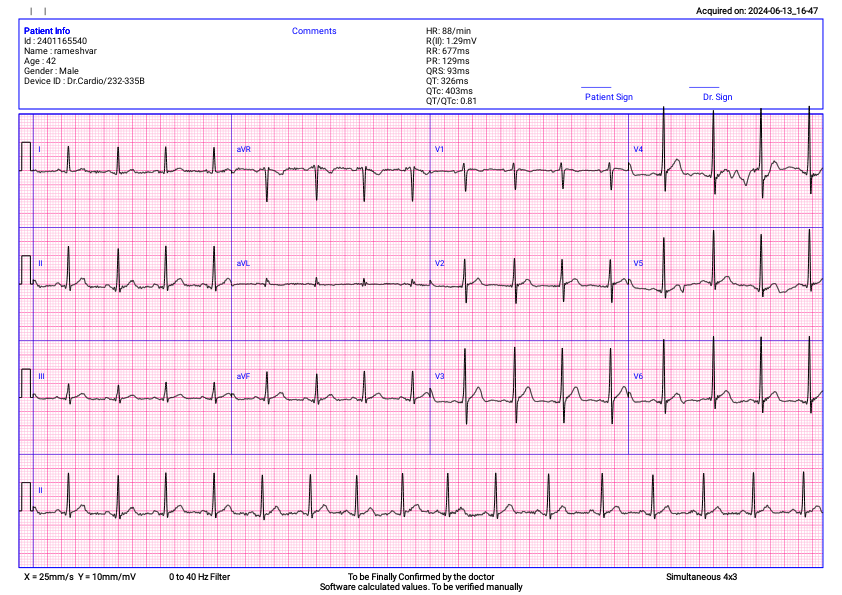 Acquired on: 2024-06-13_16-47
Patient Info
Id : 2401165540
Name : rameshvar
Age : 42
Gender : Male
Device ID : Dr.Cardio/232-335B
Comments
HR: 88/min
R(II): 1.29mV
RR: 677ms
PR: 129ms
QRS: 93ms
QT: 326ms
QTc: 403ms
QT/QTc: 0.81
Patient Sign
Dr. Sign
I
aVR
V1
V4
II
aVL
V2
V5
III
aVF
V3
V6
II
X = 25mm/s Y = 10mm/mV
0 to 40 Hz Filter
To be Finally Confirmed by the doctor
Simultaneous 4x3
Software calculated values. To be verified manually